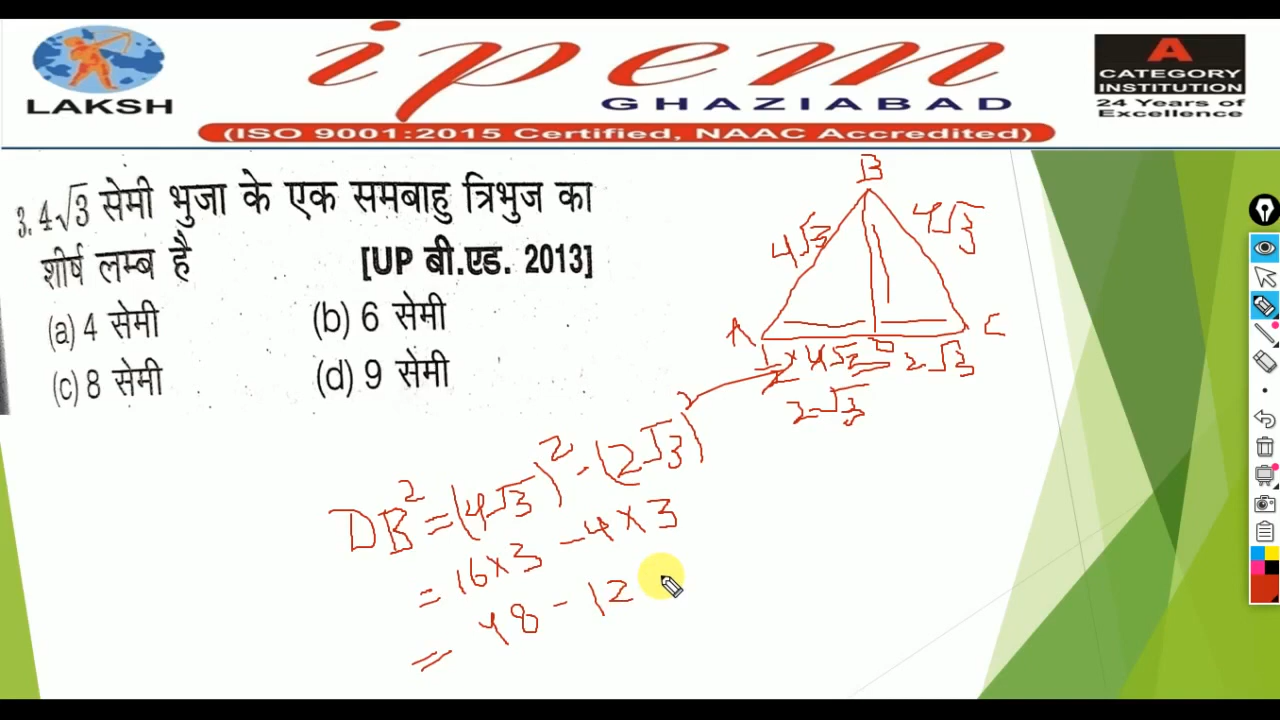 LAKSH
ipem
GHAZIABAD
(ISO 9001:2015 Certified, NAAC Accredited)
A
CATEGORY
INSTITUTION
24 Years of
Excellence
3. 4√3 सेमी भुजा के एक समबाहु त्रिभुज का
शीर्ष लम्ब है [UP बी.एड. 2013]
(a) 4 सेमी (b) 6 सेमी
(c) 8 सेमी (d) 9 सेमी
B
4√3 4√3
A C
2√3
2√3
DB² = (4√3)² - (2√3)²
= 16×3 - 4×3
= 48 - 12